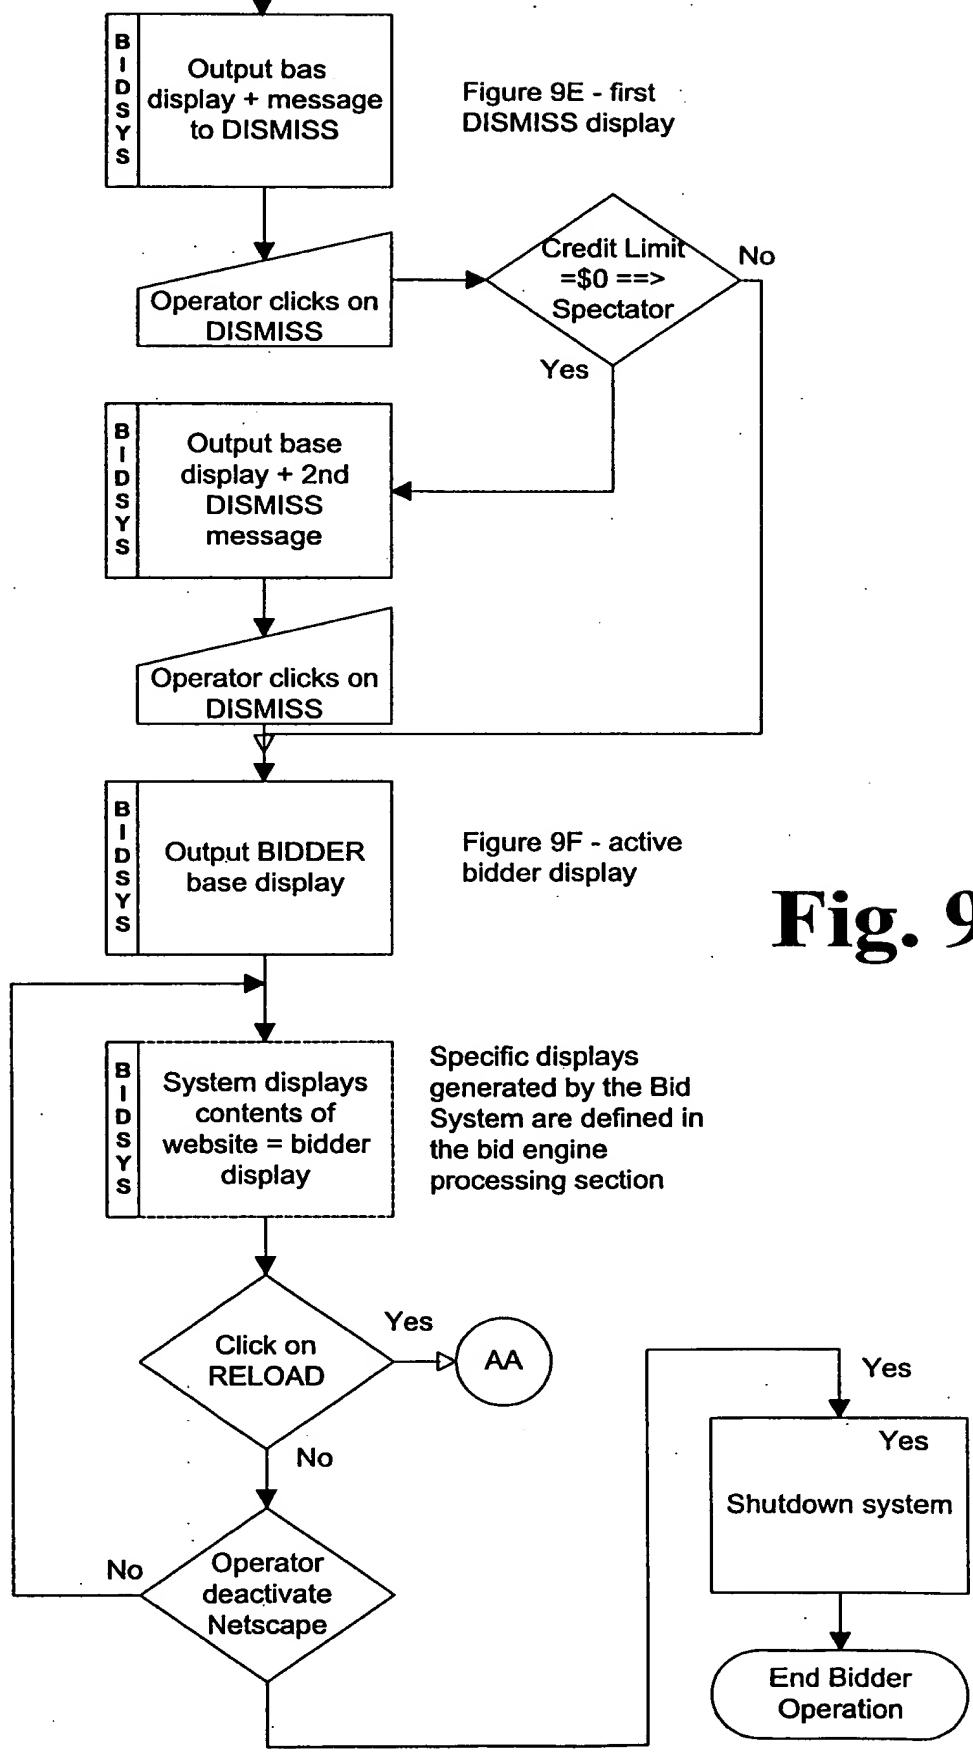 BIDSYS
Output bas
display + message
to DISMISS
Figure 9E - first
DISMISS display
Operator clicks on
DISMISS
Credit Limit
=$0 ==>
Spectator
No
Yes
BIDSYS
Output base
display + 2nd
DISMISS
message
Operator clicks on
DISMISS
BIDSYS
Output BIDDER
base display
Figure 9F - active
bidder display
Fig. 9
BIDSYS
System displays
contents of
website = bidder
display
Specific displays
generated by the Bid
System are defined in
the bid engine
processing section
Click on
RELOAD
Yes
AA
No
Operator
deactivate
Netscape
No
Yes
Yes
Shutdown system
End Bidder
Operation